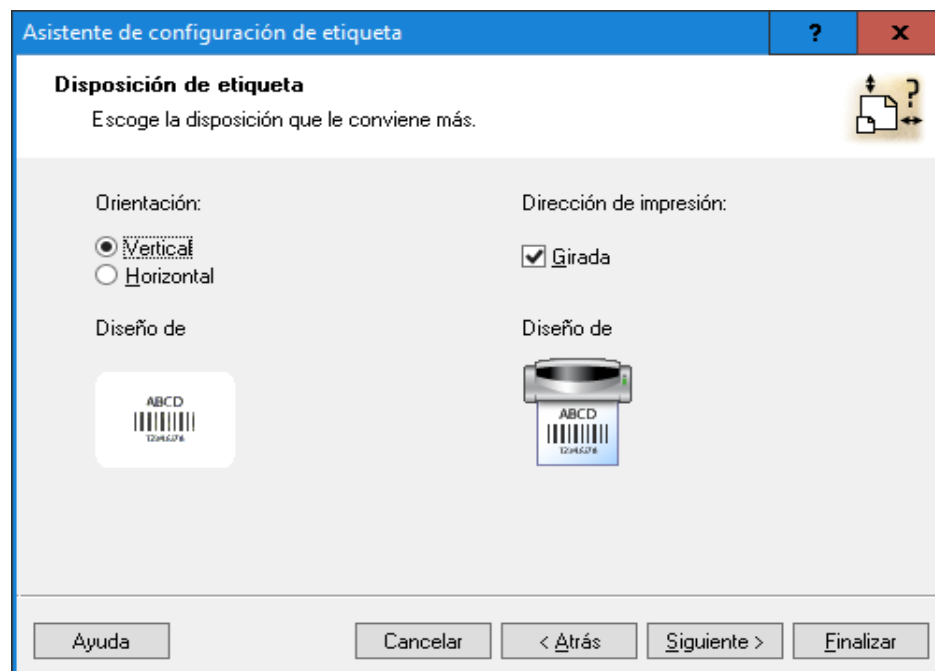 Asistente de configuración de etiqueta
?
x
Disposición de etiqueta
Escoge la disposición que le conviene más.
Orientación:
Vertical
Horizontal
Dirección de impresión:
Girada
Diseño de
ABCD
Diseño de
ABCD
Ayuda
Cancelar
< Atrás
Siguiente >
Finalizar